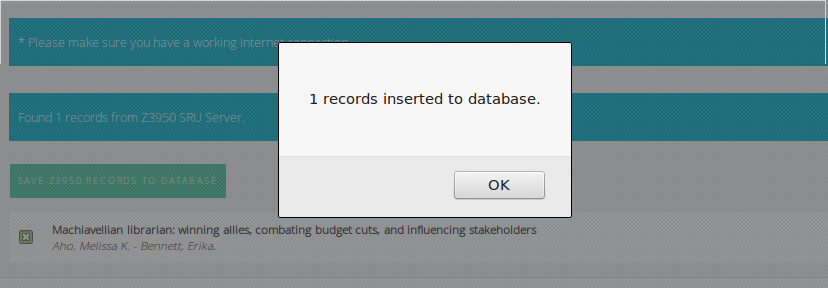 * Please make sure you have a working Internet connection
1 records inserted to database.
Found 1 records from Z3950 SRU Server.
OK
SAVE Z3950 RECORDS TO DATABASE
Machiavellian librarian: winning allies, combating budget cuts, and influencing stakeholders
Aho, Melissa K. - Bennett, Erika.